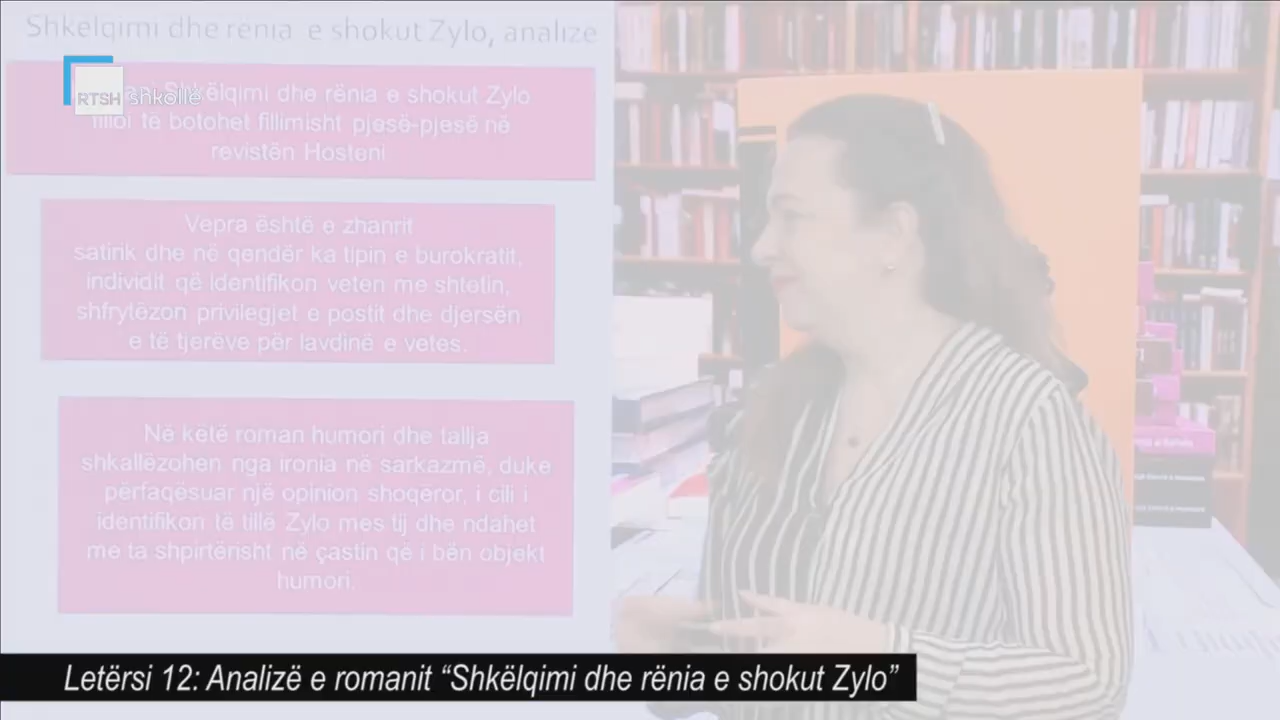 Shkëlqimi dhe rënia e shokut Zylo, analizë
Shkëlqimi dhe rënia e shokut Zylo
RTSH shkollë
filloi të botohet fillimisht pjesë-pjesë në
revistën Hosteni
Vepra është e zhanrit
satirik dhe në qendër ka tipin e burokratit,
individit që identifikon veten me shtetin,
shfrytëzon privilegjet e postit dhe djersën
e të tjerëve për lavdinë e vetes.
Në këtë roman humori dhe tallja
shkallëzohen nga ironia në sarkazmë, duke
përfaqësuar një opinion shoqëror, i cili i
identifikon të tillë Zylo mes tij dhe ndahet
me ta shpirtërisht në çastin që i bën objekt
humori.
Letërsi 12: Analizë e romanit “Shkëlqimi dhe rënia e shokut Zylo”